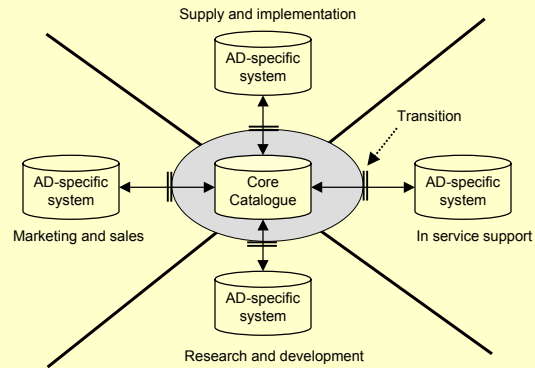 Supply and implementation
AD-specific
system
Transition
AD-specific
system
Core
Catalogue
AD-specific
system
Marketing and sales
In service support
AD-specific
system
Research and development